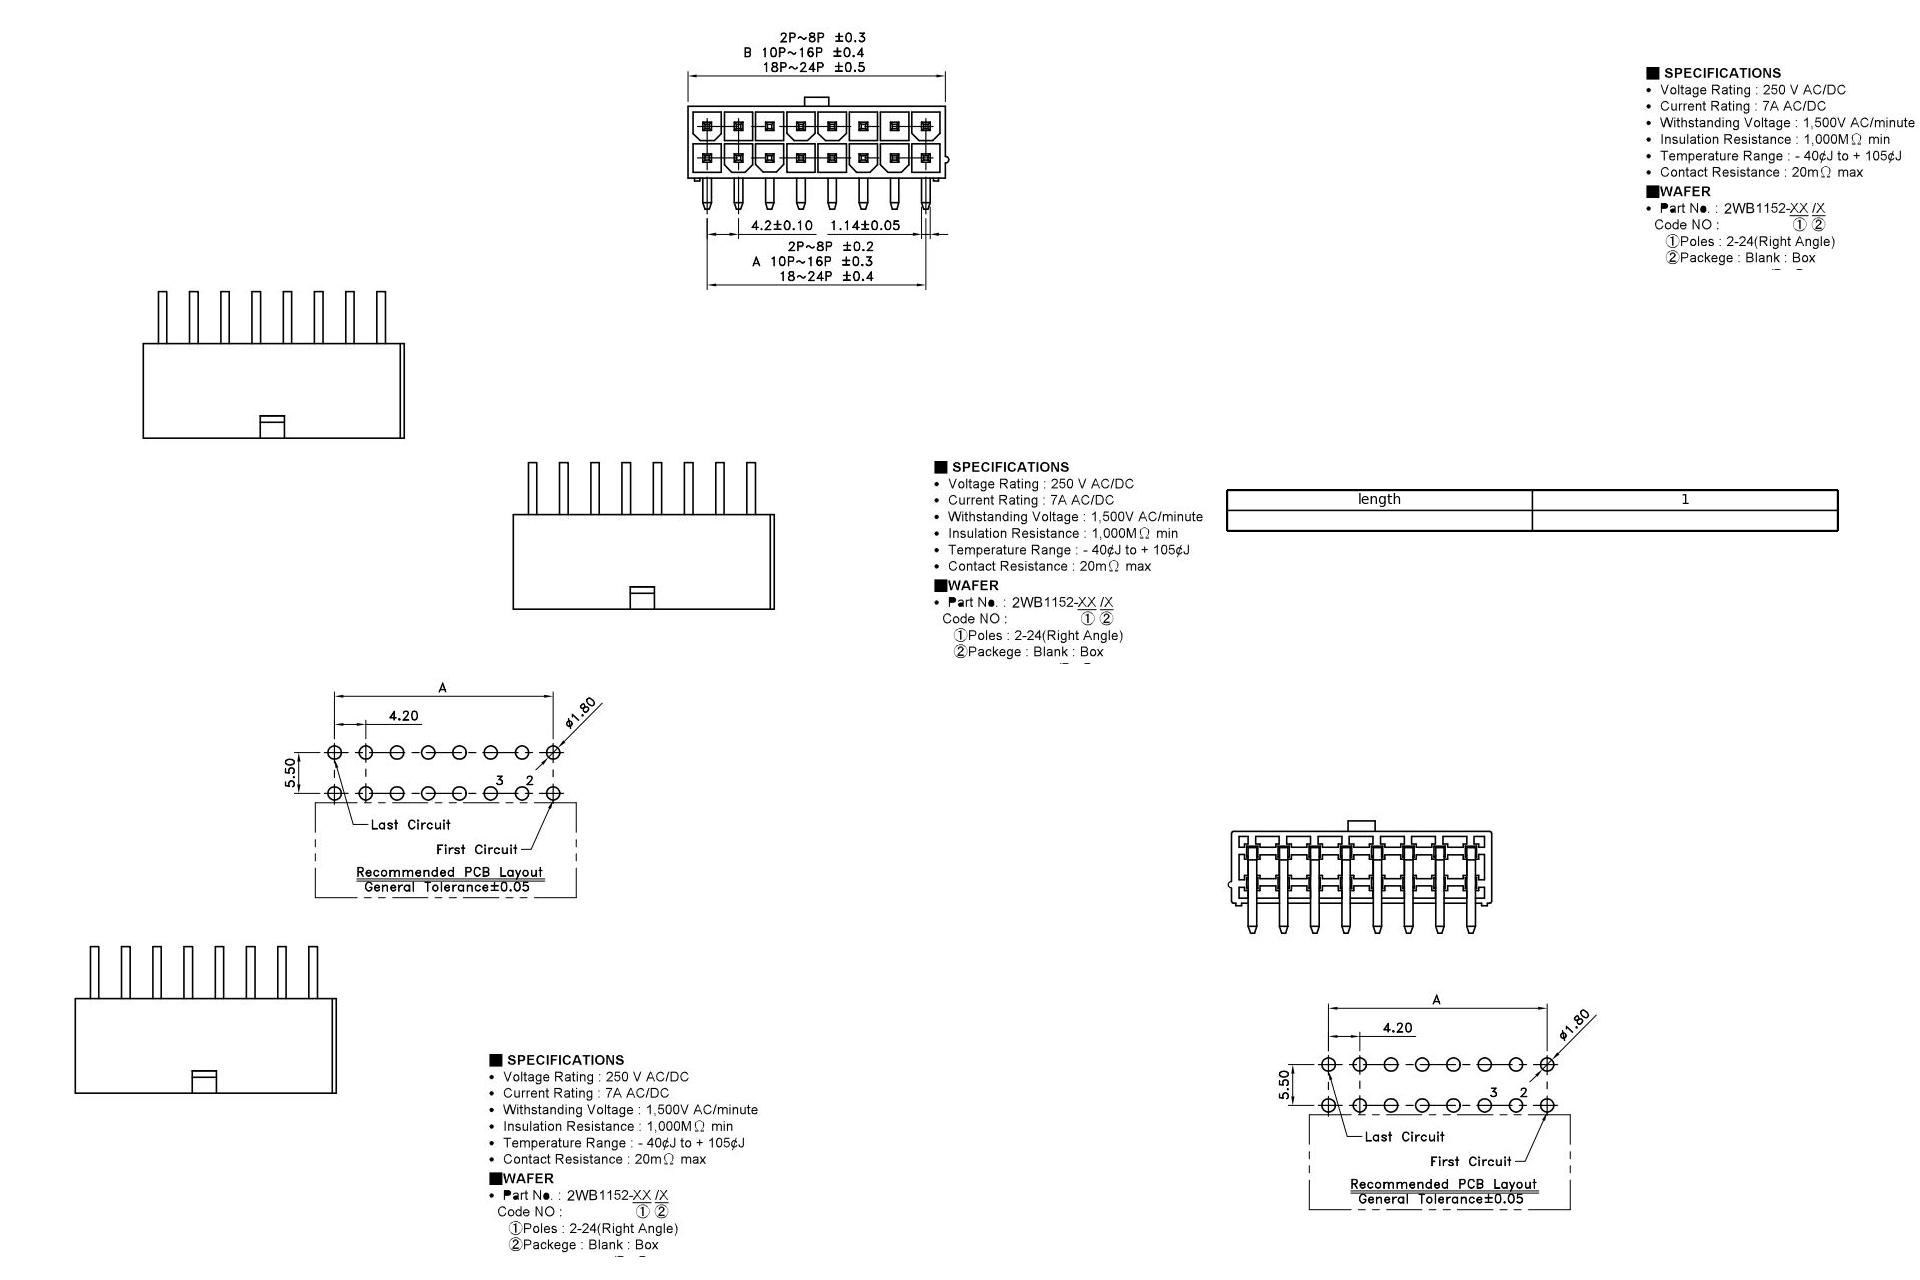 2P~8P ±0.3
B 10P~16P ±0.4
18P~24P ±0.5
4.2±0.10 1.14±0.05
2P~8P ±0.2
A 10P~16P ±0.3
18~24P ±0.4
■ SPECIFICATIONS
• Voltage Rating : 250 V AC/DC
• Current Rating : 7A AC/DC
• Withstanding Voltage : 1,500V AC/minute
• Insulation Resistance : 1,000MΩ min
• Temperature Range : - 40¢J to + 105¢J
• Contact Resistance : 20mΩ max
■WAFER
• Part No. : 2WB1152-XX /X
Code NO : ① ②
①Poles : 2-24(Right Angle)
②Packege : Blank : Box
■ SPECIFICATIONS
• Voltage Rating : 250 V AC/DC
• Current Rating : 7A AC/DC
• Withstanding Voltage : 1,500V AC/minute
• Insulation Resistance : 1,000MΩ min
• Temperature Range : - 40¢J to + 105¢J
• Contact Resistance : 20mΩ max
■WAFER
• Part No. : 2WB1152-XX /X
Code NO : ① ②
①Poles : 2-24(Right Angle)
②Packege : Blank : Box
length 1
A
4.20
ø1.80
5.50
3 2
Last Circuit
First Circuit
Recommended PCB Layout
General Tolerance±0.05
■ SPECIFICATIONS
• Voltage Rating : 250 V AC/DC
• Current Rating : 7A AC/DC
• Withstanding Voltage : 1,500V AC/minute
• Insulation Resistance : 1,000MΩ min
• Temperature Range : - 40¢J to + 105¢J
• Contact Resistance : 20mΩ max
■WAFER
• Part No. : 2WB1152-XX /X
Code NO : ① ②
①Poles : 2-24(Right Angle)
②Packege : Blank : Box
A
4.20
ø1.80
5.50
3 2
Last Circuit
First Circuit
Recommended PCB Layout
General Tolerance±0.05